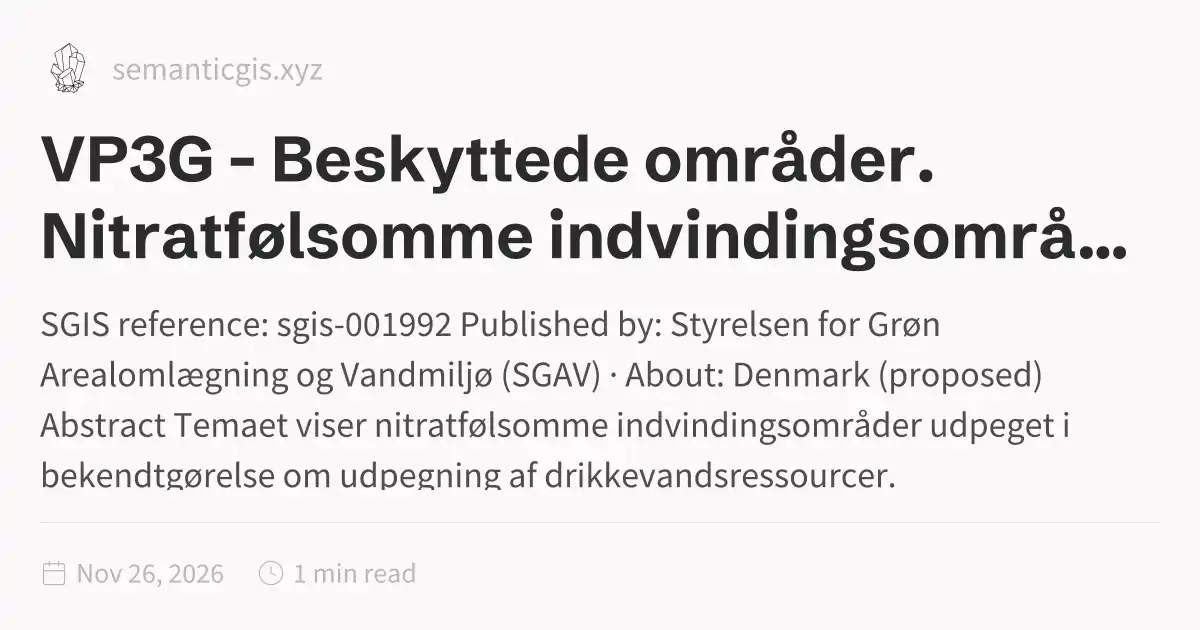 semanticgis.xyz
VP3G - Beskyttede områder.
Nitratfølsomme indvindingsområ...
SGIS reference: sgis-001992 Published by: Styrelsen for Grøn
Arealomlægning og Vandmiljø (SGAV) · About: Denmark (proposed)
Abstract Temaet viser nitratfølsomme indvindingsområder udpeget i
bekendtgørelse om udpegning af drikkevandsressourcer.
Nov 26, 2026 1 min read